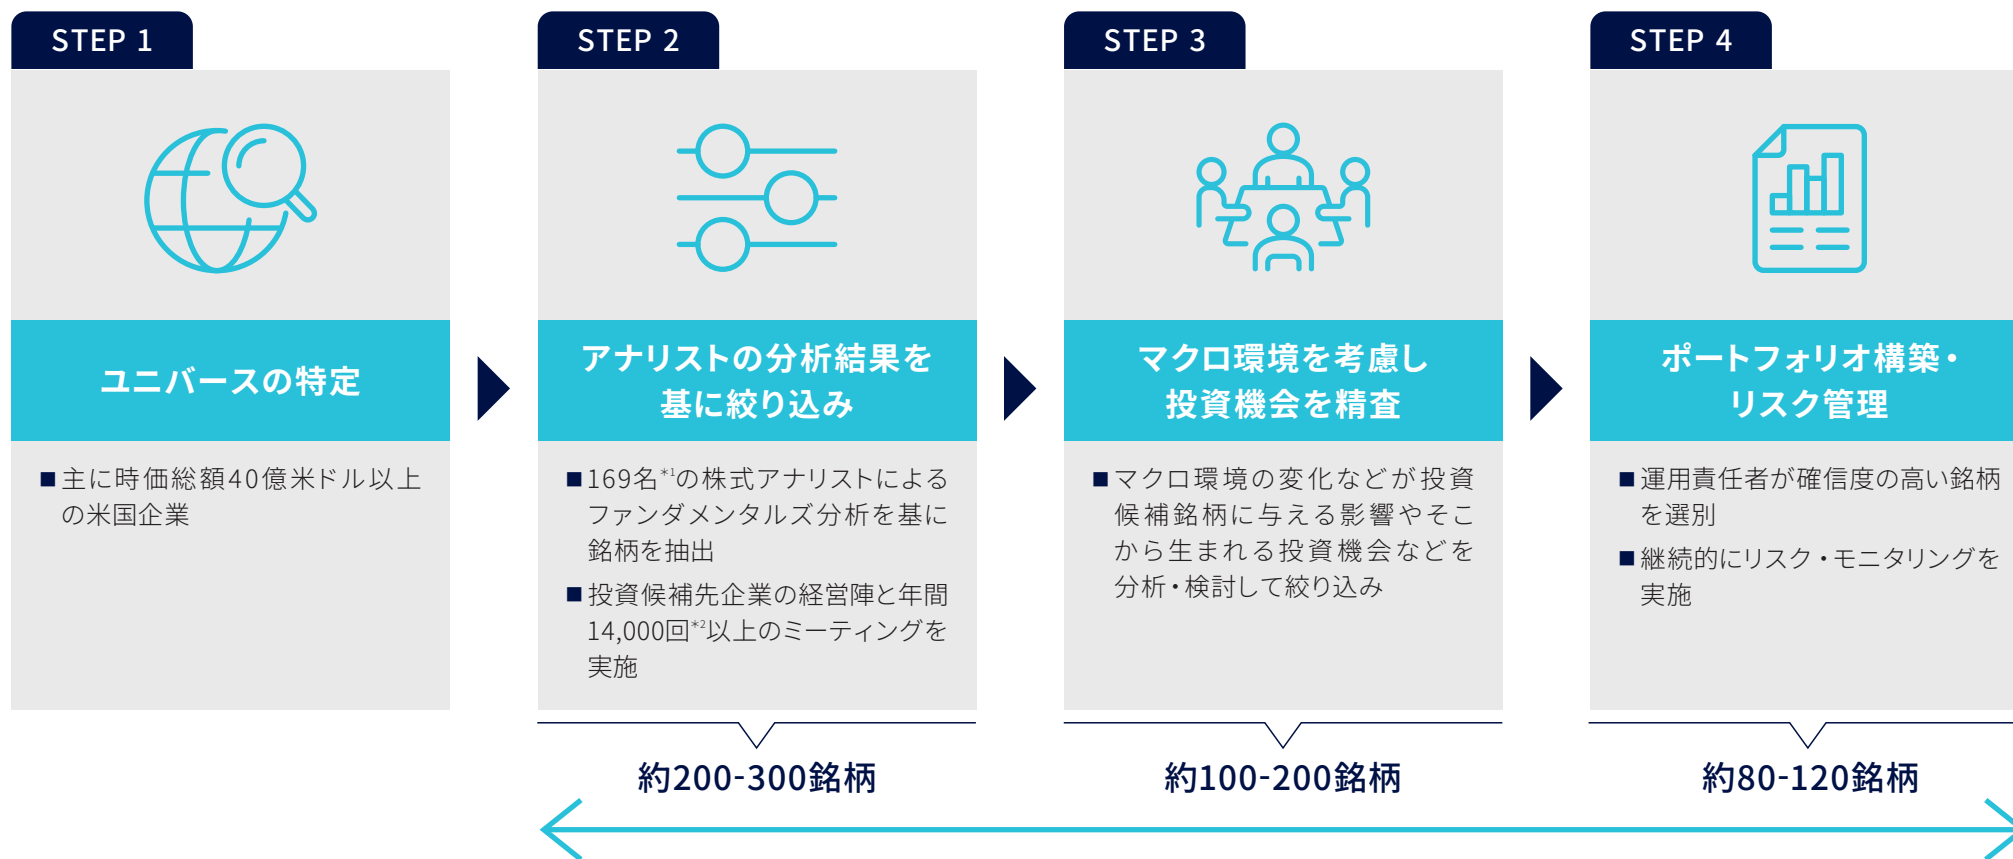 STEP 1
ユニバースの特定
■主に時価総額40億米ドル以上
の米国企業
STEP 2
アナリストの分析結果を
基に絞り込み
■169名*1の株式アナリストによる
ファンダメンタルズ分析を基に
銘柄を抽出
■投資候補先企業の経営陣と年間
14,000回*2以上のミーティングを
実施
約200-300銘柄
STEP 3
マクロ環境を考慮し
投資機会を精査
■マクロ環境の変化などが投資
候補銘柄に与える影響やそこ
から生まれる投資機会などを
分析・検討して絞り込み
約100-200銘柄
STEP 4
ポートフォリオ構築・
リスク管理
■運用責任者が確信度の高い銘柄
を選別
■継続的にリスク・モニタリングを
実施
約80-120銘柄